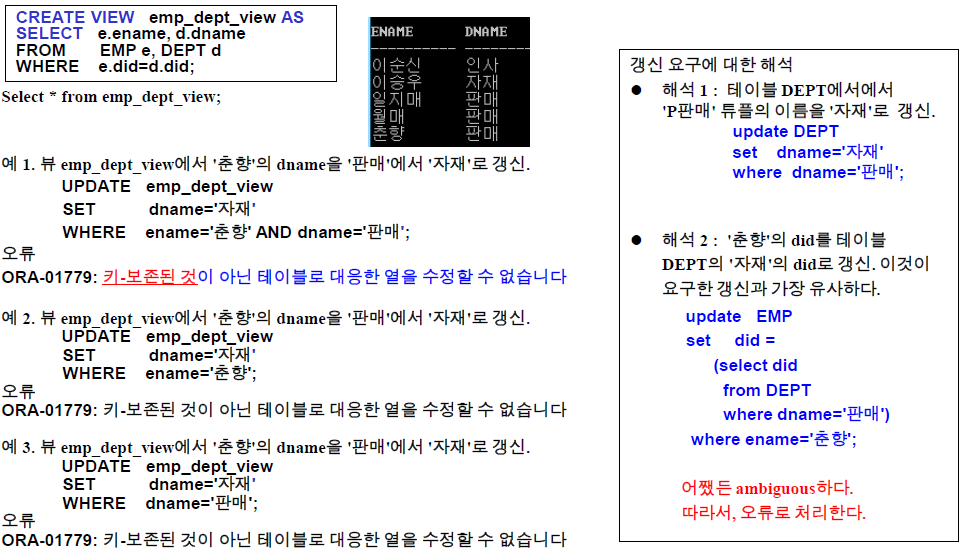 CREATE VIEW emp_dept_view AS
SELECT e.ename, d.dname
FROM EMP e, DEPT d
WHERE e.did=d.did;
Select * from emp_dept_view;
ENAME DNAME
---------- ----------
이순신 인사
이승우 자재
일지매 판매
월매 판매
춘향 판매
예 1. 뷰 emp_dept_view에서 '춘향'의 dname을 '판매'에서 '자재'로 갱신.
UPDATE emp_dept_view
SET dname='자재'
WHERE ename='춘향' AND dname='판매';
오류
ORA-01779: 키-보존된 것이 아닌 테이블로 대응한 열을 수정할 수 없습니다
예 2. 뷰 emp_dept_view에서 '춘향'의 dname을 '판매'에서 '자재'로 갱신.
UPDATE emp_dept_view
SET dname='자재'
WHERE ename='춘향';
오류
ORA-01779: 키-보존된 것이 아닌 테이블로 대응한 열을 수정할 수 없습니다
예 3. 뷰 emp_dept_view에서 '춘향'의 dname을 '판매'에서 '자재'로 갱신.
UPDATE emp_dept_view
SET dname='자재'
WHERE dname='판매';
오류
ORA-01779: 키-보존된 것이 아닌 테이블로 대응한 열을 수정할 수 없습니다
갱신 요구에 대한 해석
● 해석 1 : 테이블 DEPT에서에서
'P판매' 튜플의 이름을 '자재'로 갱신.
update DEPT
set dname='자재'
where dname='판매';
● 해석 2 : '춘향'의 did를 테이블
DEPT의 '자재'의 did로 갱신. 이것이
요구한 갱신과 가장 유사하다.
update EMP
set did =
(select did
from DEPT
where dname='판매')
where ename='춘향';
어쨌든 ambiguous하다.
따라서, 오류로 처리한다.